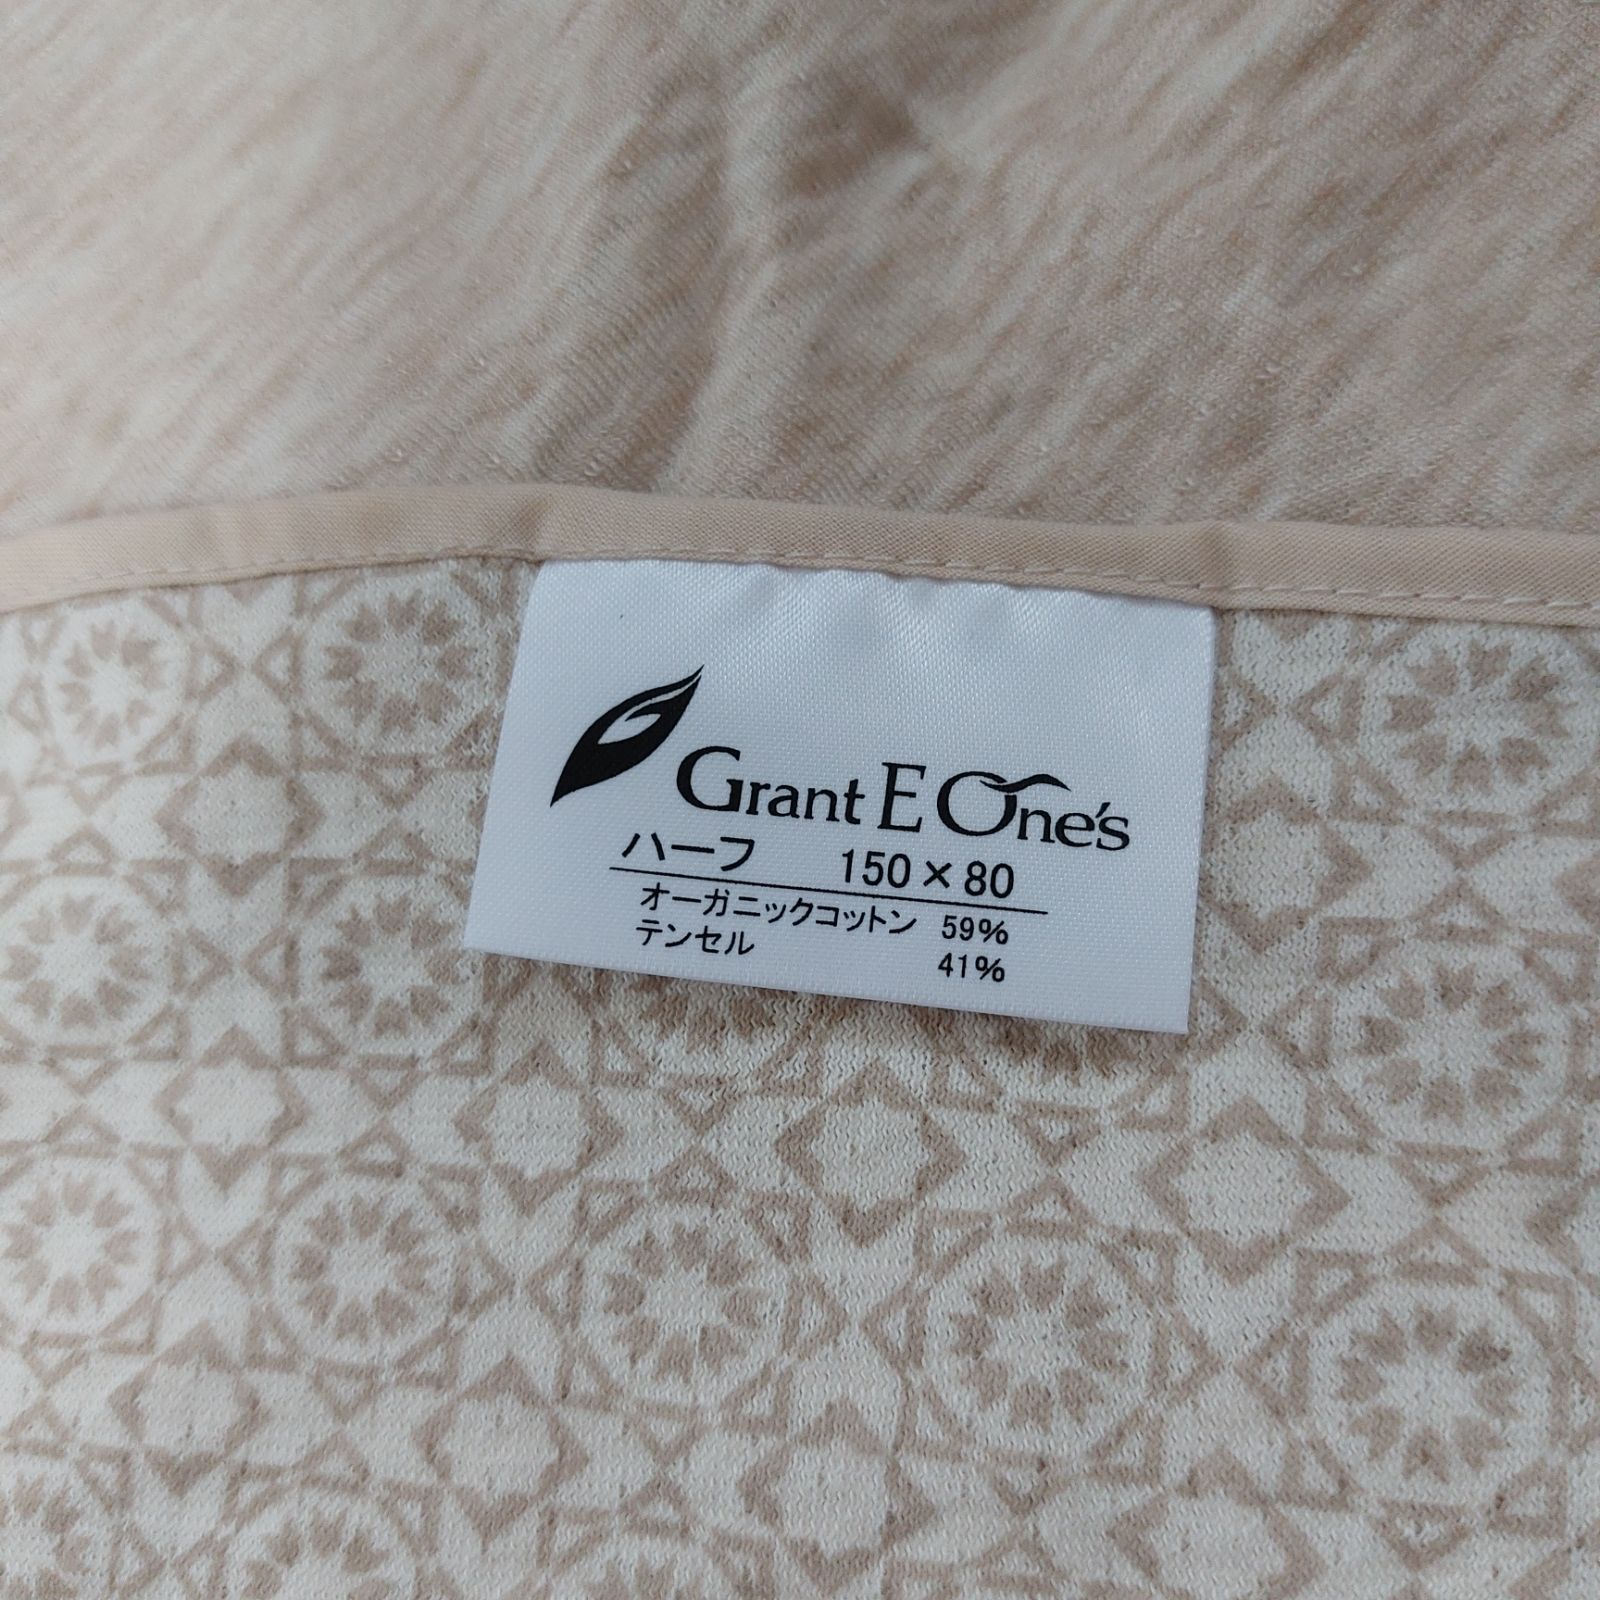 Grant E One's
ハーフ 150×80
オーガニックコットン 59%
テンセル 41%